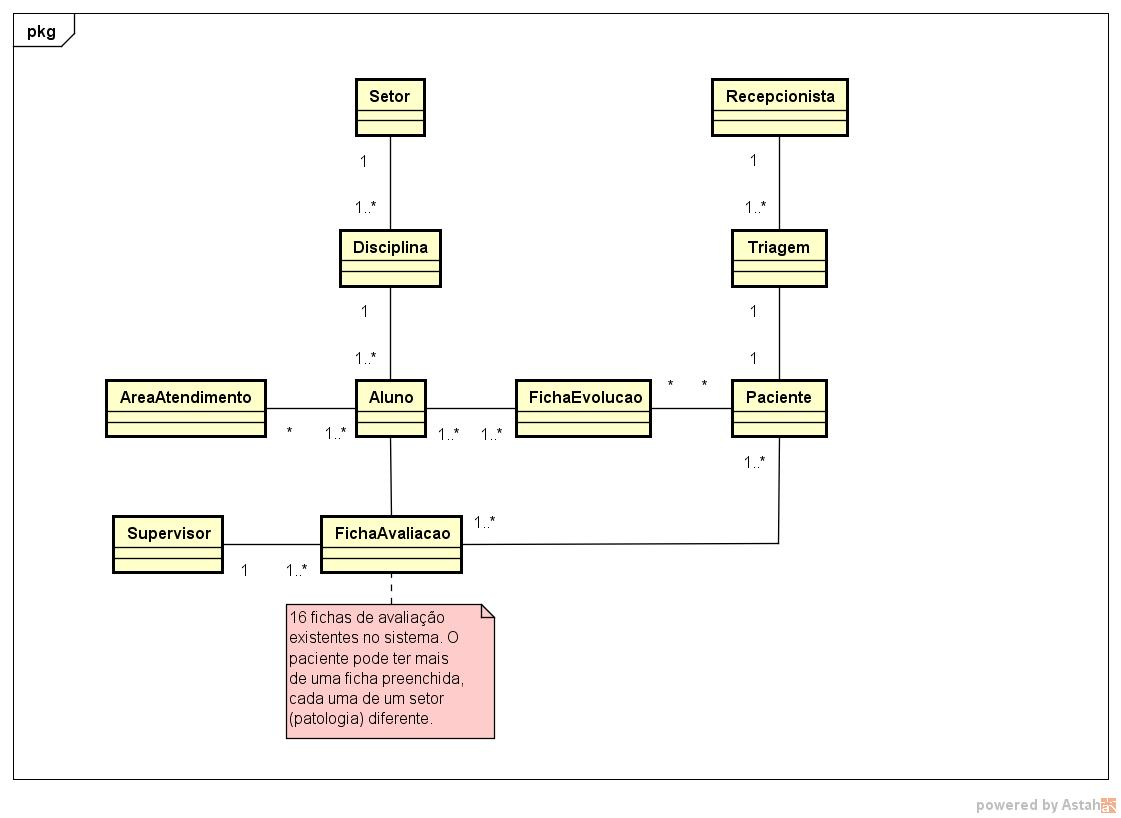 pkg
Setor
Recepcionista
1
1
1..*
1..*
Disciplina
Triagem
1
1
1..*
1
AreaAtendimento
Aluno
FichaEvolucao
*
*
Paciente
*
1..*
1..*
1..*
1..*
Supervisor
FichaAvaliacao
1..*
1
1..*
16 fichas de avaliação
existentes no sistema. O
paciente pode ter mais
de uma ficha preenchida,
cada uma de um setor
(patologia) diferente.
powered by Astah